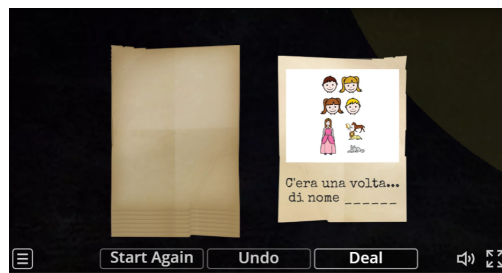 C'era una volta...
di nome ______
Start Again
Undo
Deal